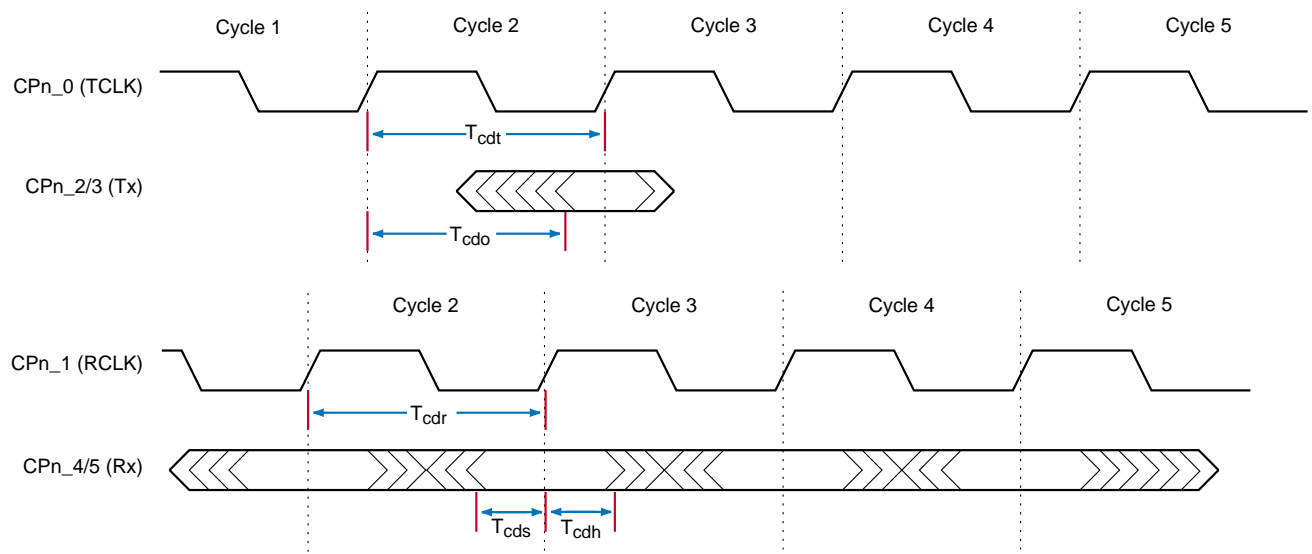 Cycle 1 Cycle 2 Cycle 3 Cycle 4 Cycle 5
CPn_0 (TCLK)
Tcdt
CPn_2/3 (Tx)
Tcdo
Cycle 2 Cycle 3 Cycle 4 Cycle 5
CPn_1 (RCLK)
Tcdr
CPn_4/5 (Rx)
Tcds Tcdh